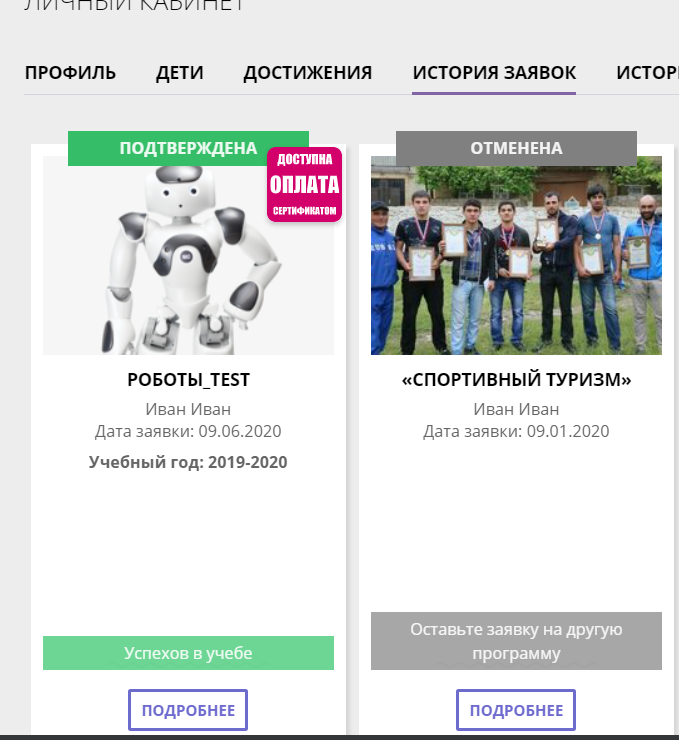 ЛИЧНЫЙ КАБИНЕТ
ПРОФИЛЬ ДЕТИ ДОСТИЖЕНИЯ ИСТОРИЯ ЗАЯВОК ИСТОР
ПОДТВЕРЖДЕНА
ДОСТУПНА
ОПЛАТА
СЕРТИФИКАТОМ
РОБОТЫ_TEST
Иван Иван
Дата заявки: 09.06.2020
Учебный год: 2019-2020
Успехов в учебе
ПОДРОБНЕЕ
ОТМЕНЕНА
«СПОРТИВНЫЙ ТУРИЗМ»
Иван Иван
Дата заявки: 09.01.2020
Оставьте заявку на другую
программу
ПОДРОБНЕЕ